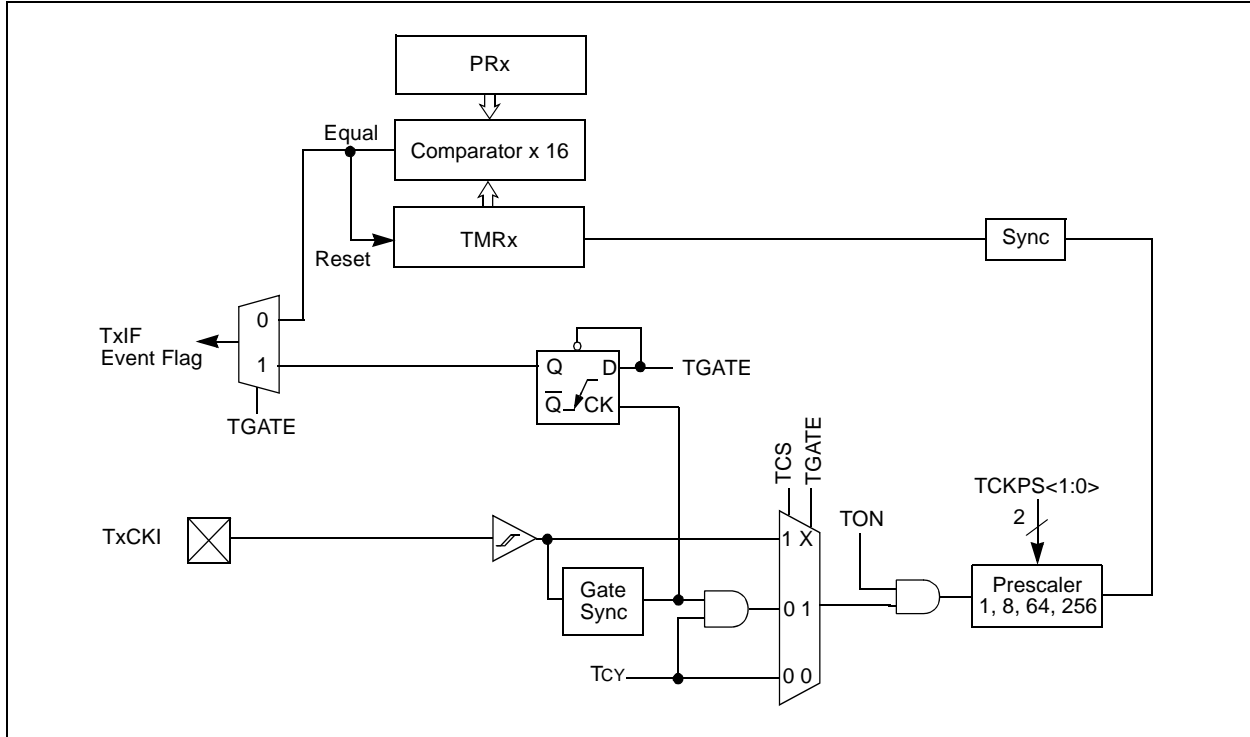 PRx
Equal
Comparator x 16
TMRx
Reset
Sync
0
TxIF
Event Flag
1
TGATE
Q
D
TGATE
Q̅
CK
TCS
TGATE
TCKPS<1:0>
2
TON
TxCKI
1 X
Prescaler
1, 8, 64, 256
Gate
Sync
0 1
TCY
0 0